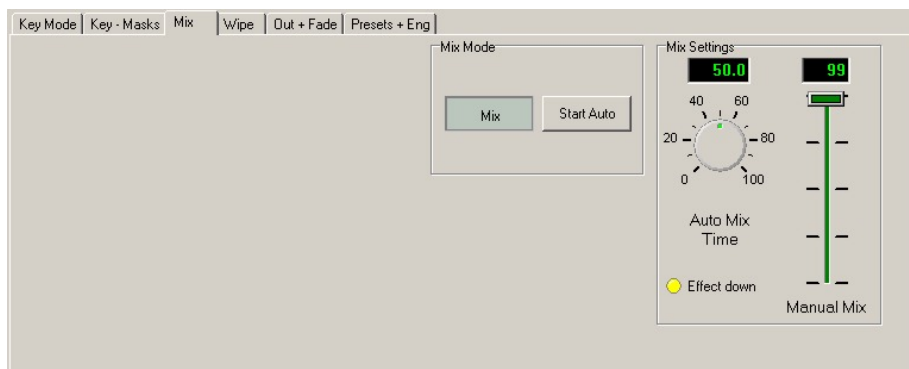 Key Mode Key - Masks Mix Wipe Out + Fade Presets + Eng
Mix Mode
Mix Start Auto
Mix Settings
50.0 99
40 60
20 80
0 100
Auto Mix
Time
Effect down
Manual Mix